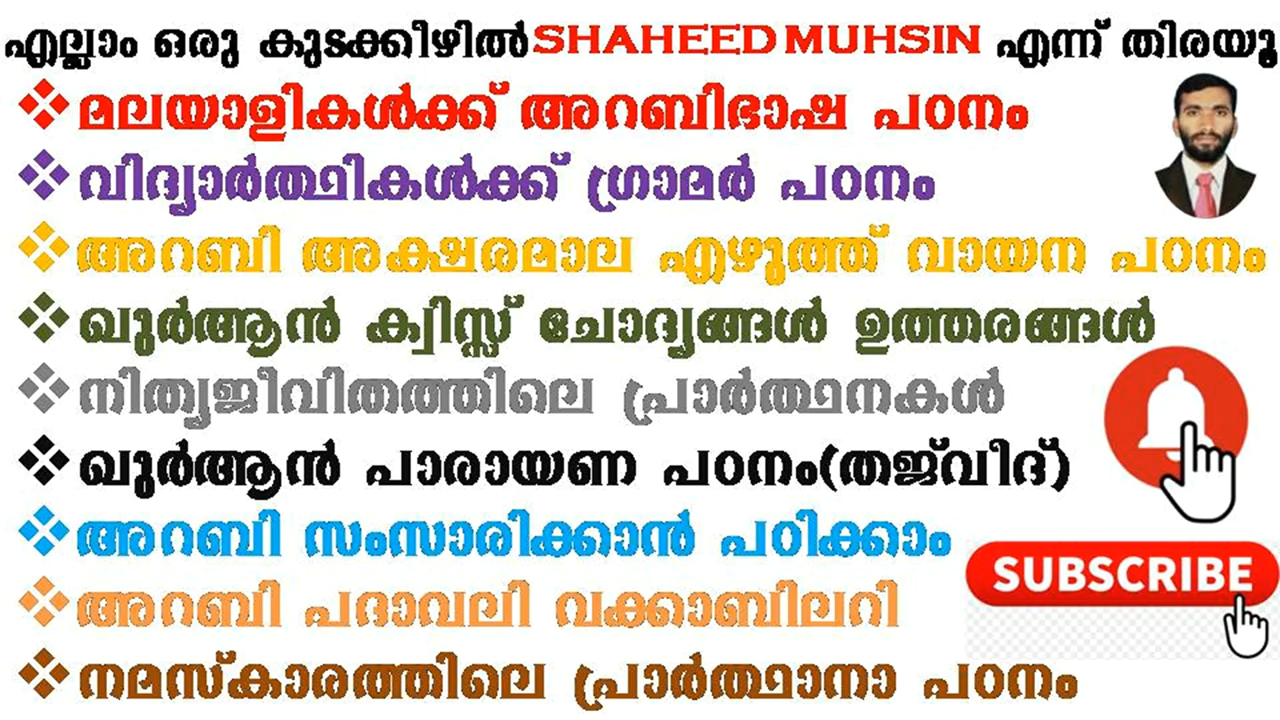 എല്ലാം ഒരു കുടക്കീഴിൽ SHAHEED MUHSIN എന്ന് തിരയൂ
❖മലയാളികൾക്ക് അറബിഭാഷ പഠനം
❖വിദ്യാർത്ഥികൾക്ക് ഗ്രാമർ പഠനം
❖അറബി അക്ഷരമാല എഴുത്ത് വായന പഠനം
❖ഖുർആൻ ക്വിസ്സ് ചോദ്യങ്ങൾ ഉത്തരങ്ങൾ
❖നിത്യജീവിതത്തിലെ പ്രാർത്ഥനകൾ
❖ഖുർആൻ പാരായണ പഠനം(തജ്‌വീദ്)
❖അറബി സംസാരിക്കാൻ പഠിക്കാം
SUBSCRIBE
❖അറബി പദാവലി വക്കാബിലറി
❖നമസ്കാരത്തിലെ പ്രാർത്ഥാനാ പഠനം